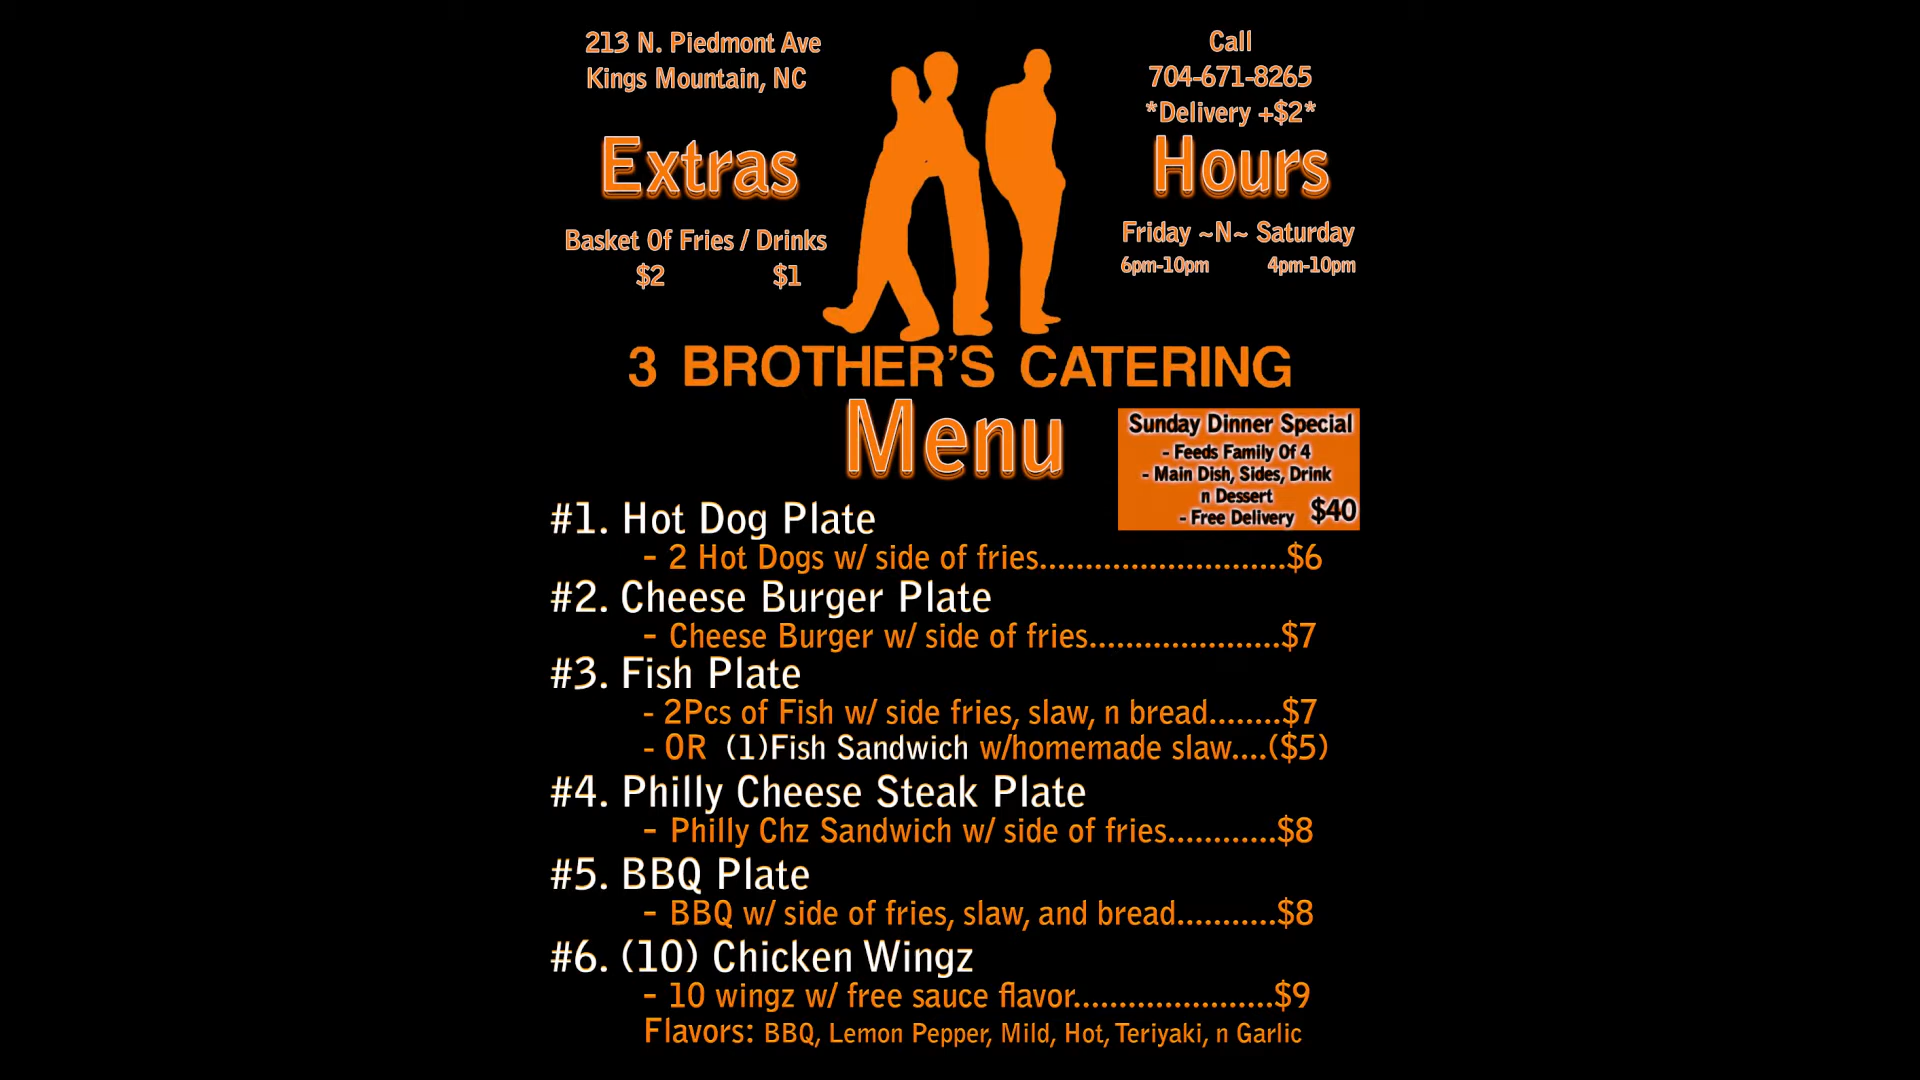 213 N. Piedmont Ave
Kings Mountain, NC
Extras
Basket Of Fries / Drinks
$2 $1
Call
704-671-8265
*Delivery +$2*
Hours
Friday ~N~ Saturday
6pm-10pm 4pm-10pm
3 BROTHER'S CATERING
Menu
Sunday Dinner Special
- Feeds Family Of 4
- Main Dish, Sides, Drink
n Dessert
- Free Delivery $40
#1. Hot Dog Plate
- 2 Hot Dogs w/ side of fries...........................$6
#2. Cheese Burger Plate
- Cheese Burger w/ side of fries.....................$7
#3. Fish Plate
- 2Pcs of Fish w/ side fries, slaw, n bread........$7
- OR (1)Fish Sandwich w/homemade slaw....($5)
#4. Philly Cheese Steak Plate
- Philly Chz Sandwich w/ side of fries............$8
#5. BBQ Plate
- BBQ w/ side of fries, slaw, and bread...........$8
#6. (10) Chicken Wingz
- 10 wingz w/ free sauce flavor......................$9
Flavors: BBQ, Lemon Pepper, Mild, Hot, Teriyaki, n Garlic